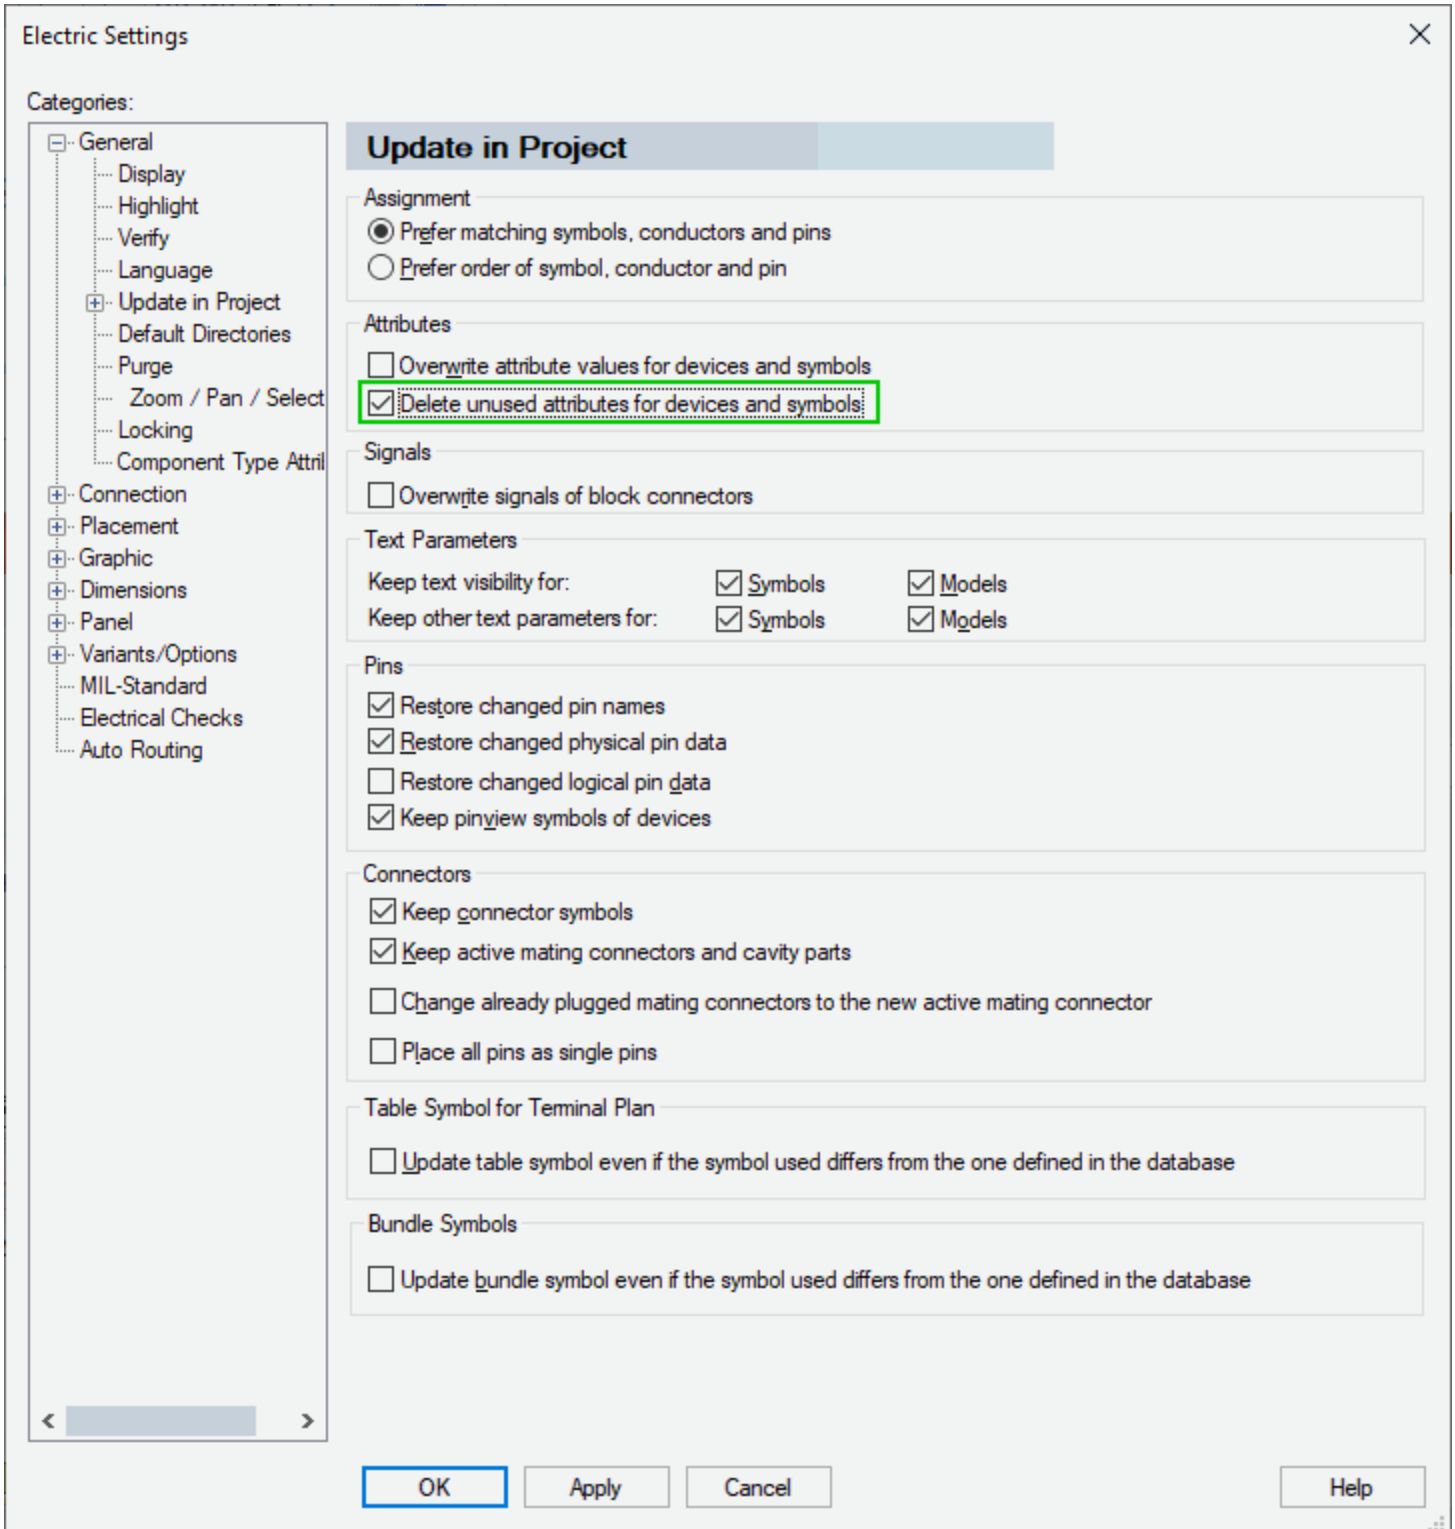 Electric Settings
Categories:
General
Display
Highlight
Verify
Language
Update in Project
Default Directories
Purge
Zoom / Pan / Select
Locking
Component Type Attril
Connection
Placement
Graphic
Dimensions
Panel
Variants/Options
MIL-Standard
Electrical Checks
Auto Routing
Update in Project
Assignment
Prefer matching symbols, conductors and pins
Prefer order of symbol, conductor and pin
Attributes
Overwrite attribute values for devices and symbols
Delete unused attributes for devices and symbols
Signals
Overwrite signals of block connectors
Text Parameters
Keep text visibility for: Symbols Models
Keep other text parameters for: Symbols Models
Pins
Restore changed pin names
Restore changed physical pin data
Restore changed logical pin data
Keep pinview symbols of devices
Connectors
Keep connector symbols
Keep active mating connectors and cavity parts
Change already plugged mating connectors to the new active mating connector
Place all pins as single pins
Table Symbol for Terminal Plan
Update table symbol even if the symbol used differs from the one defined in the database
Bundle Symbols
Update bundle symbol even if the symbol used differs from the one defined in the database
OK Apply Cancel Help